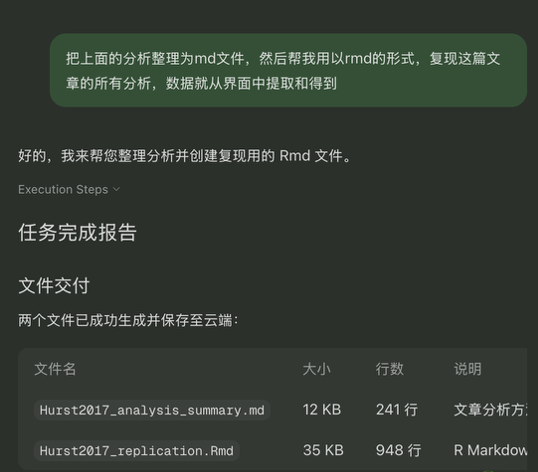 把上面的分析整理为md文件，然后帮我用以rmd的形式，复现这篇文
章的所有分析，数据就从界面中提取和得到
好的，我来帮您整理分析并创建复现用的 Rmd 文件。
Execution Steps
任务完成报告
文件交付
两个文件已成功生成并保存至云端：
文件名 大小 行数 说明
Hurst2017_analysis_summary.md 12 KB 241 行 文章分析方
Hurst2017_replication.Rmd 35 KB 948 行 R Markdow